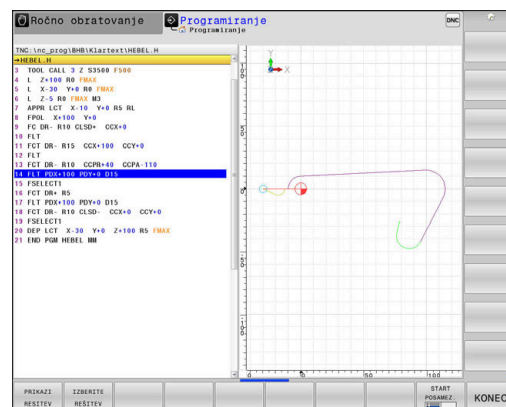 Ročno obratovanje
Programiranje
Programiranje
DNC
TNC:\nc_prog\BHB\Klartext\HEBEL.H
→HEBEL.H
3 TOOL CALL 3 Z S3500 F500
4 L Z+100 R0 FMAX
5 L X-30 Y+0 R0 FMAX
6 L Z-5 R0 FMAX M3
7 APPR LCT X-10 Y+0 R5 RL
8 FPOL X+100 Y+0
9 FC DR- R10 CLSD+ CCX+0
10 FLT
11 FCT DR- R15 CCX+100 CCY+0
12 FLT
13 FCT DR- R10 CCPR+40 CCPA-110
14 FLT PDX+100 PDY+0 D15
15 FSELECT1
16 FCT DR+ R5
17 FLT PDX+100 PDY+0 D15
18 FCT DR- R10 CLSD- CCX+0 CCY+0
19 FSELECT1
20 DEP LCT X-30 Y+0 Z+100 R5 FMAX
21 END PGM HEBEL MM
Y
X
0
50
100
PRIKAZI
RESITEV
IZBERITE
REŠITEV
START
POSAMEZ.
KONEC